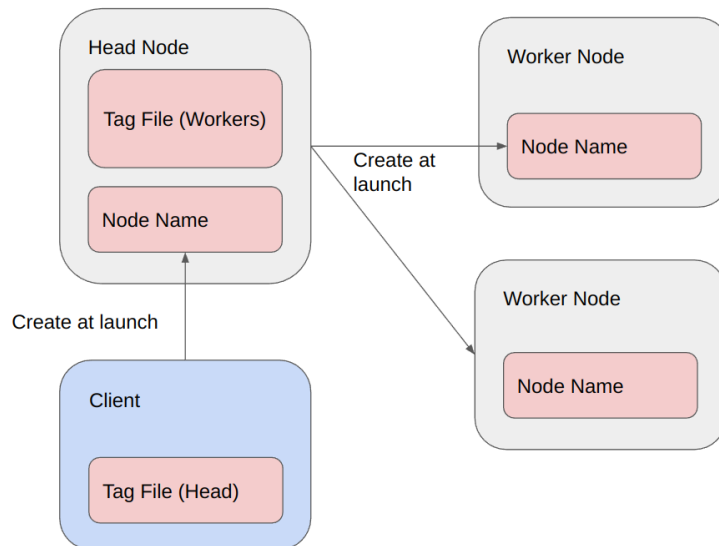 Head Node
Tag File (Workers)
Node Name
Create at launch
Client
Tag File (Head)
Create at
launch
Worker Node
Node Name
Worker Node
Node Name